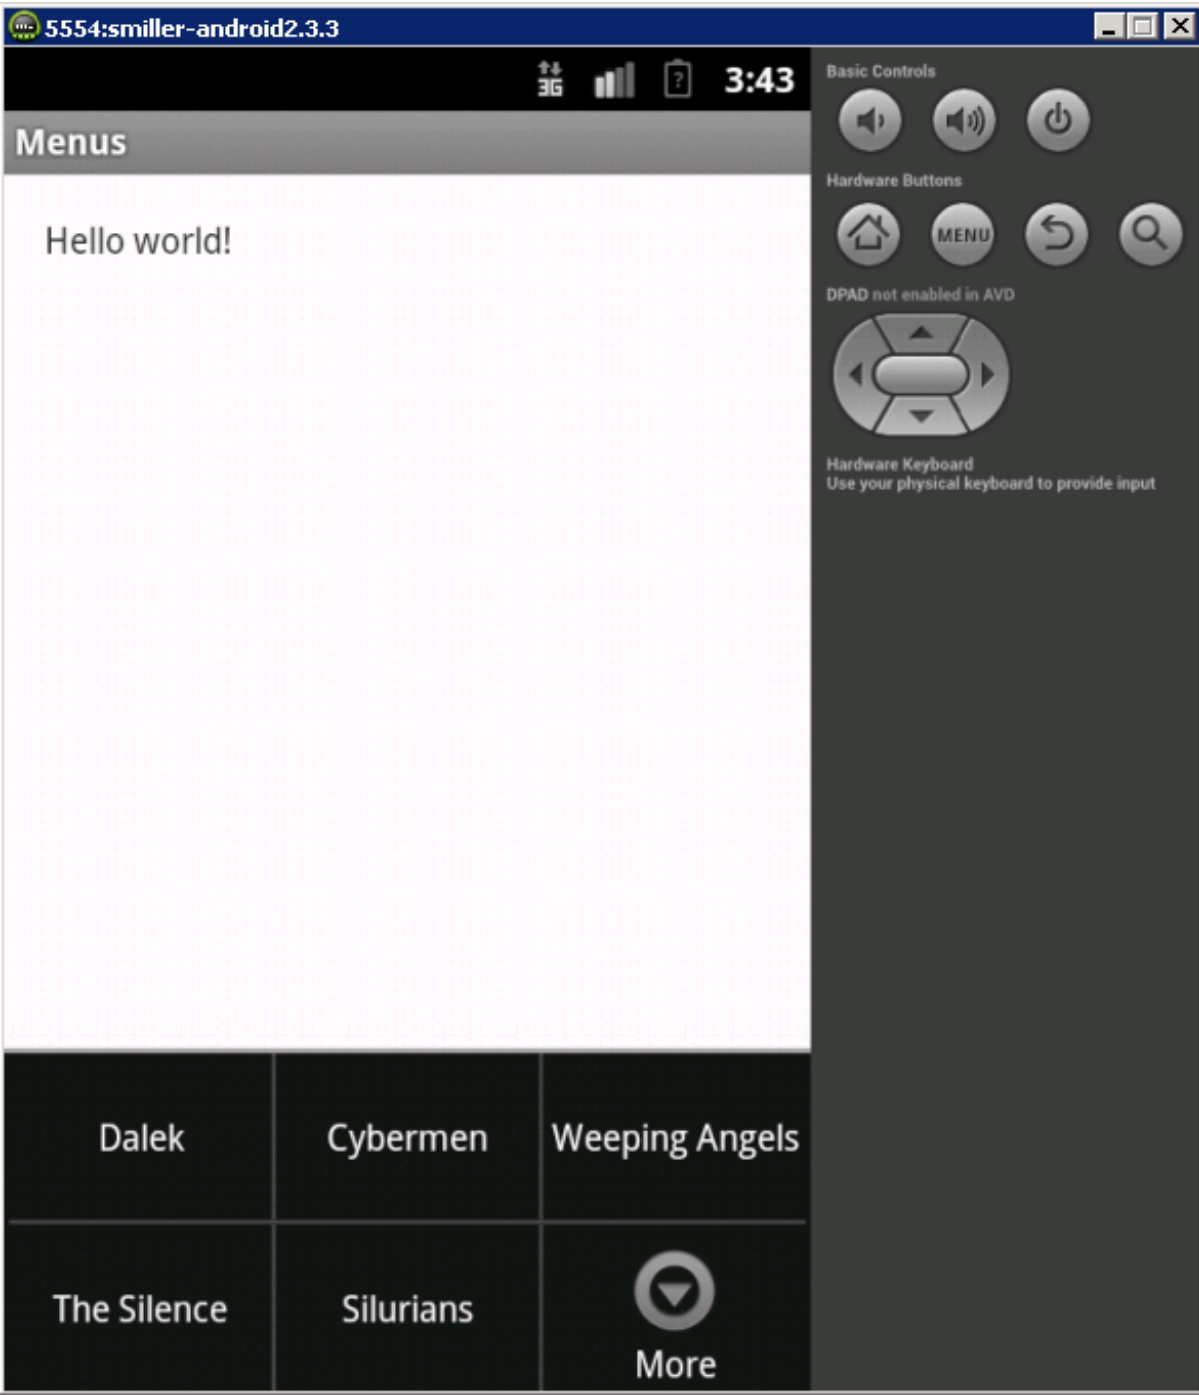 5554:smiller-android2.3.3
3G 3:43
Menus
Hello world!
Dalek Cybermen Weeping Angels
The Silence Silurians More
Basic Controls
Hardware Buttons
MENU
DPAD not enabled in AVD
Hardware Keyboard
Use your physical keyboard to provide input